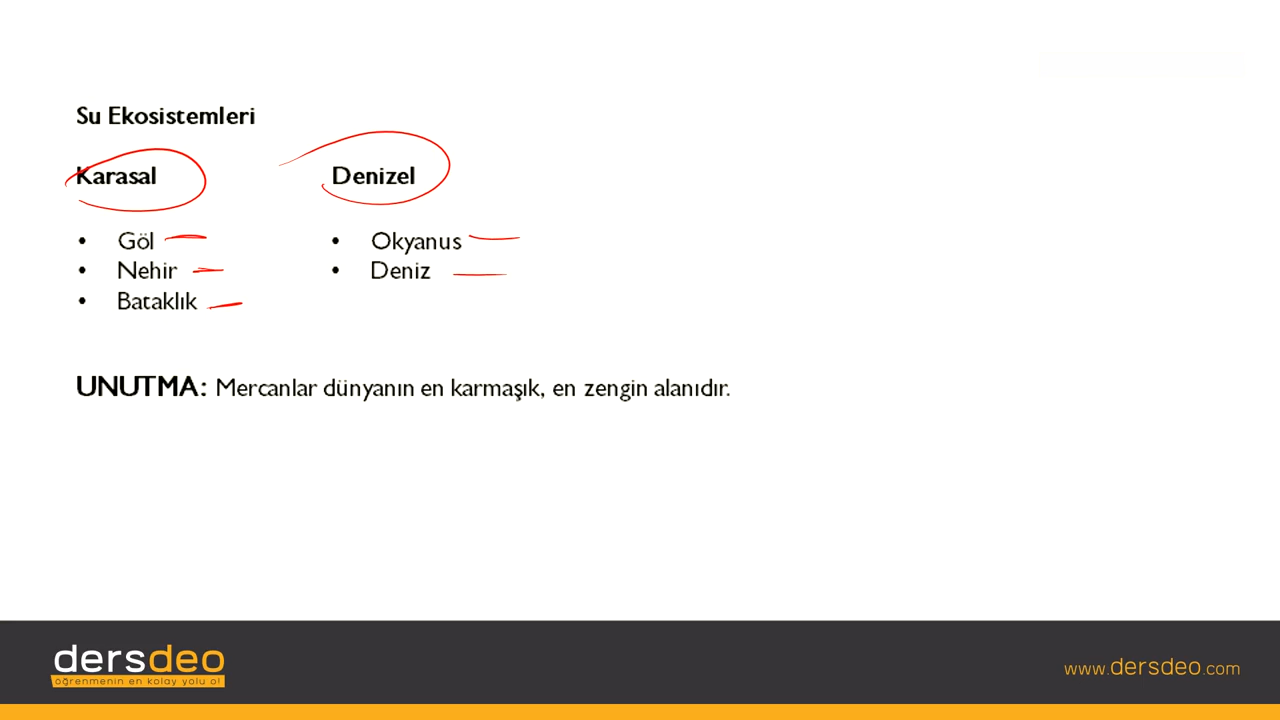 Su Ekosistemleri
Karasal
• Göl
• Nehir
• Bataklık
Denizel
• Okyanus
• Deniz
UNUTMA: Mercanlar dünyanın en karmaşık, en zengin alanıdır.
dersdeo
öğrenmenin en kolay yolu o!
www.dersdeo.com